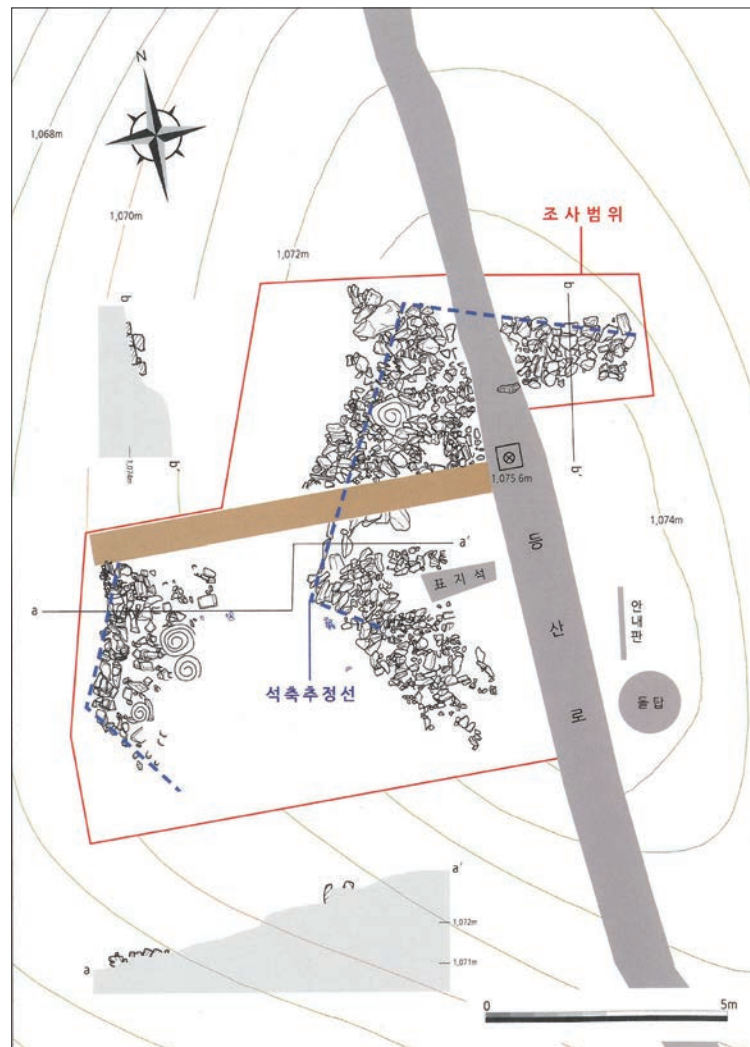 N
1,068m
1,070m
조사범위
1,072m
b
b
1,074m
b'
b'
1,075.6m
1,074m
a'
a
표지석
등산로
안내판
돌탑
석축추정선
a'
1,072m
1,071m
a
0
5m